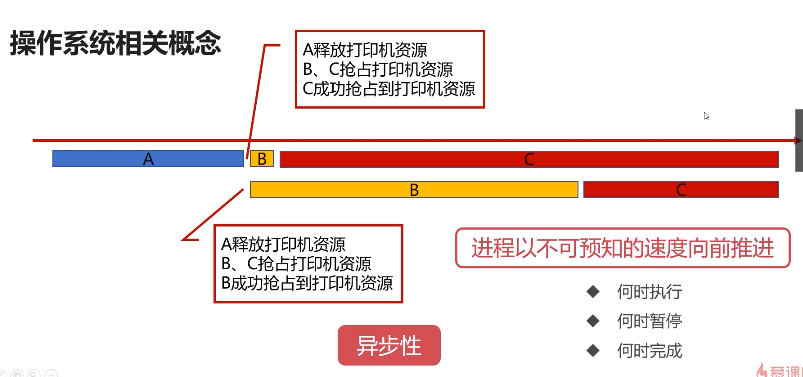 操作系统相关概念
A释放打印机资源
B、C抢占打印机资源
C成功抢占到打印机资源
A
B
C
B
C
A释放打印机资源
B、C抢占打印机资源
B成功抢占到打印机资源
进程以不可预知的速度向前推进
◆ 何时执行
◆ 何时暂停
◆ 何时完成
异步性
慕课